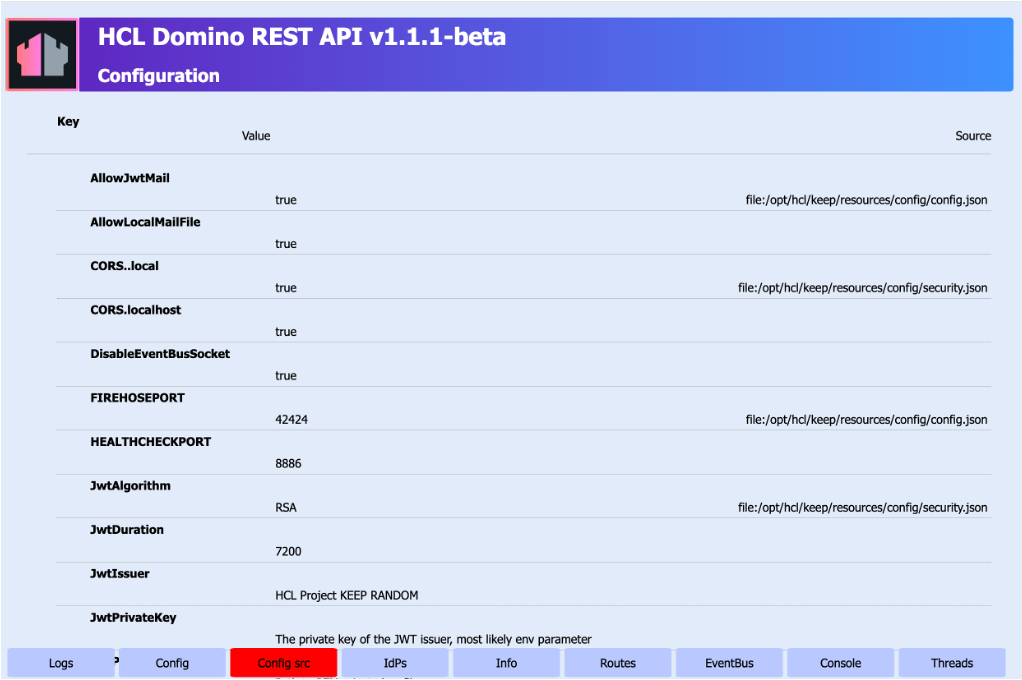 HCL Domino REST API v1.1.1-beta
Configuration
Key
Value Source
AllowJwtMail
true file:/opt/hcl/keep/resources/config/config.json
AllowLocalMailFile
true
CORS..local
true file:/opt/hcl/keep/resources/config/security.json
CORS.localhost
true
DisableEventBusSocket
true
FIREHOSEPORT
42424 file:/opt/hcl/keep/resources/config/config.json
HEALTHCHECKPORT
8886
JwtAlgorithm
RSA file:/opt/hcl/keep/resources/config/security.json
JwtDuration
7200
JwtIssuer
HCL Project KEEP RANDOM
JwtPrivateKey
The private key of the JWT issuer, most likely env parameter
Logs Config Config src IdPs Info Routes EventBus Console Threads